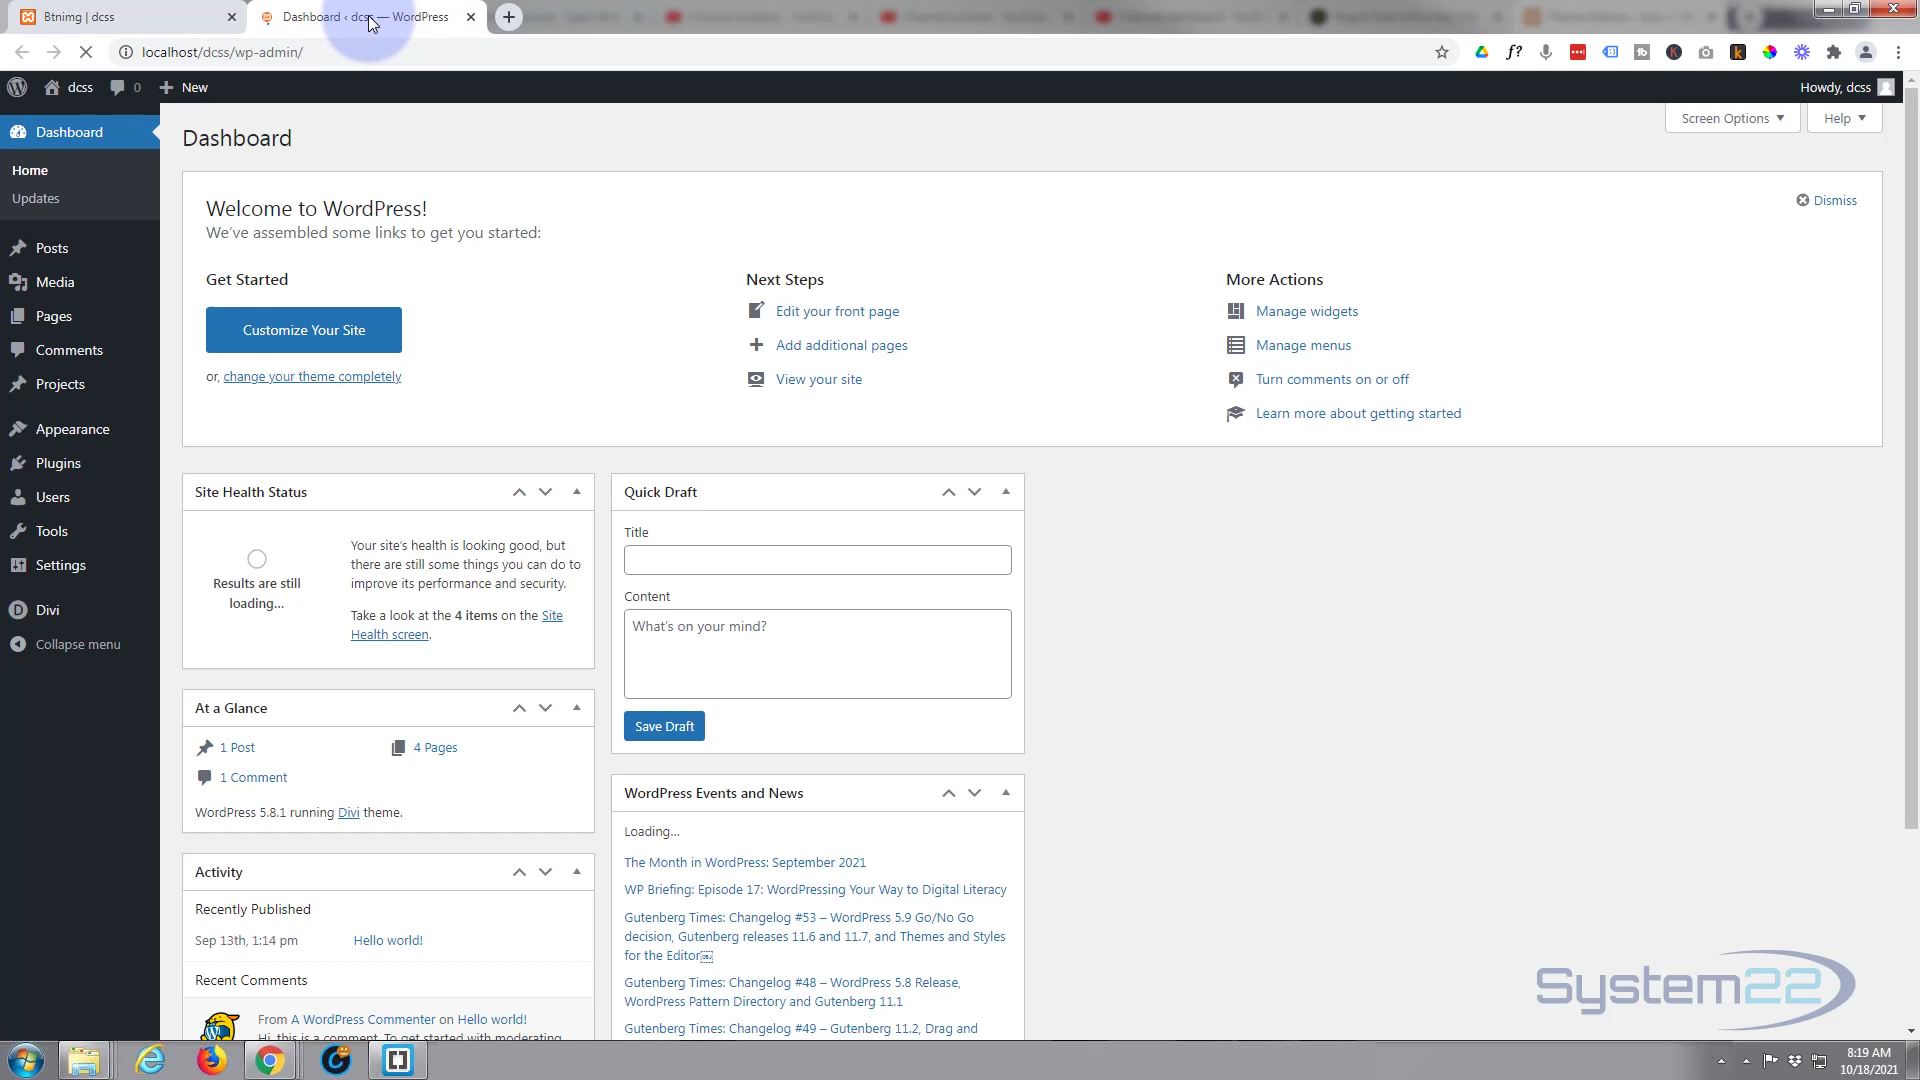 Btnimg | dcss
Dashboard ‹ dcss — WordPress
localhost/dcss/wp-admin/
dcss
0
New
Howdy, dcss
Dashboard
Home
Updates
Posts
Media
Pages
Comments
Projects
Appearance
Plugins
Users
Tools
Settings
Divi
Collapse menu
Dashboard
Screen Options
Help
Welcome to WordPress!
Dismiss
We've assembled some links to get you started:
Get Started
Customize Your Site
or, change your theme completely
Next Steps
Edit your front page
Add additional pages
View your site
More Actions
Manage widgets
Manage menus
Turn comments on or off
Learn more about getting started
Site Health Status
Results are still
loading...
Your site's health is looking good, but
there are still some things you can do to
improve its performance and security.
Take a look at the 4 items on the Site
Health screen.
At a Glance
1 Post
4 Pages
1 Comment
WordPress 5.8.1 running Divi theme.
Activity
Recently Published
Sep 13th, 1:14 pm
Hello world!
Recent Comments
From A WordPress Commenter on Hello world!
Hi, this is a comment. To get started with moderating,
Quick Draft
Title
Content
What's on your mind?
Save Draft
WordPress Events and News
Loading...
The Month in WordPress: September 2021
WP Briefing: Episode 17: WordPressing Your Way to Digital Literacy
Gutenberg Times: Changelog #53 – WordPress 5.9 Go/No Go
decision, Gutenberg releases 11.6 and 11.7, and Themes and Styles
for the Editor
Gutenberg Times: Changelog #48 – WordPress 5.8 Release,
WordPress Pattern Directory and Gutenberg 11.1
Gutenberg Times: Changelog #49 – Gutenberg 11.2, Drag and
System22
8:19 AM
10/18/2021